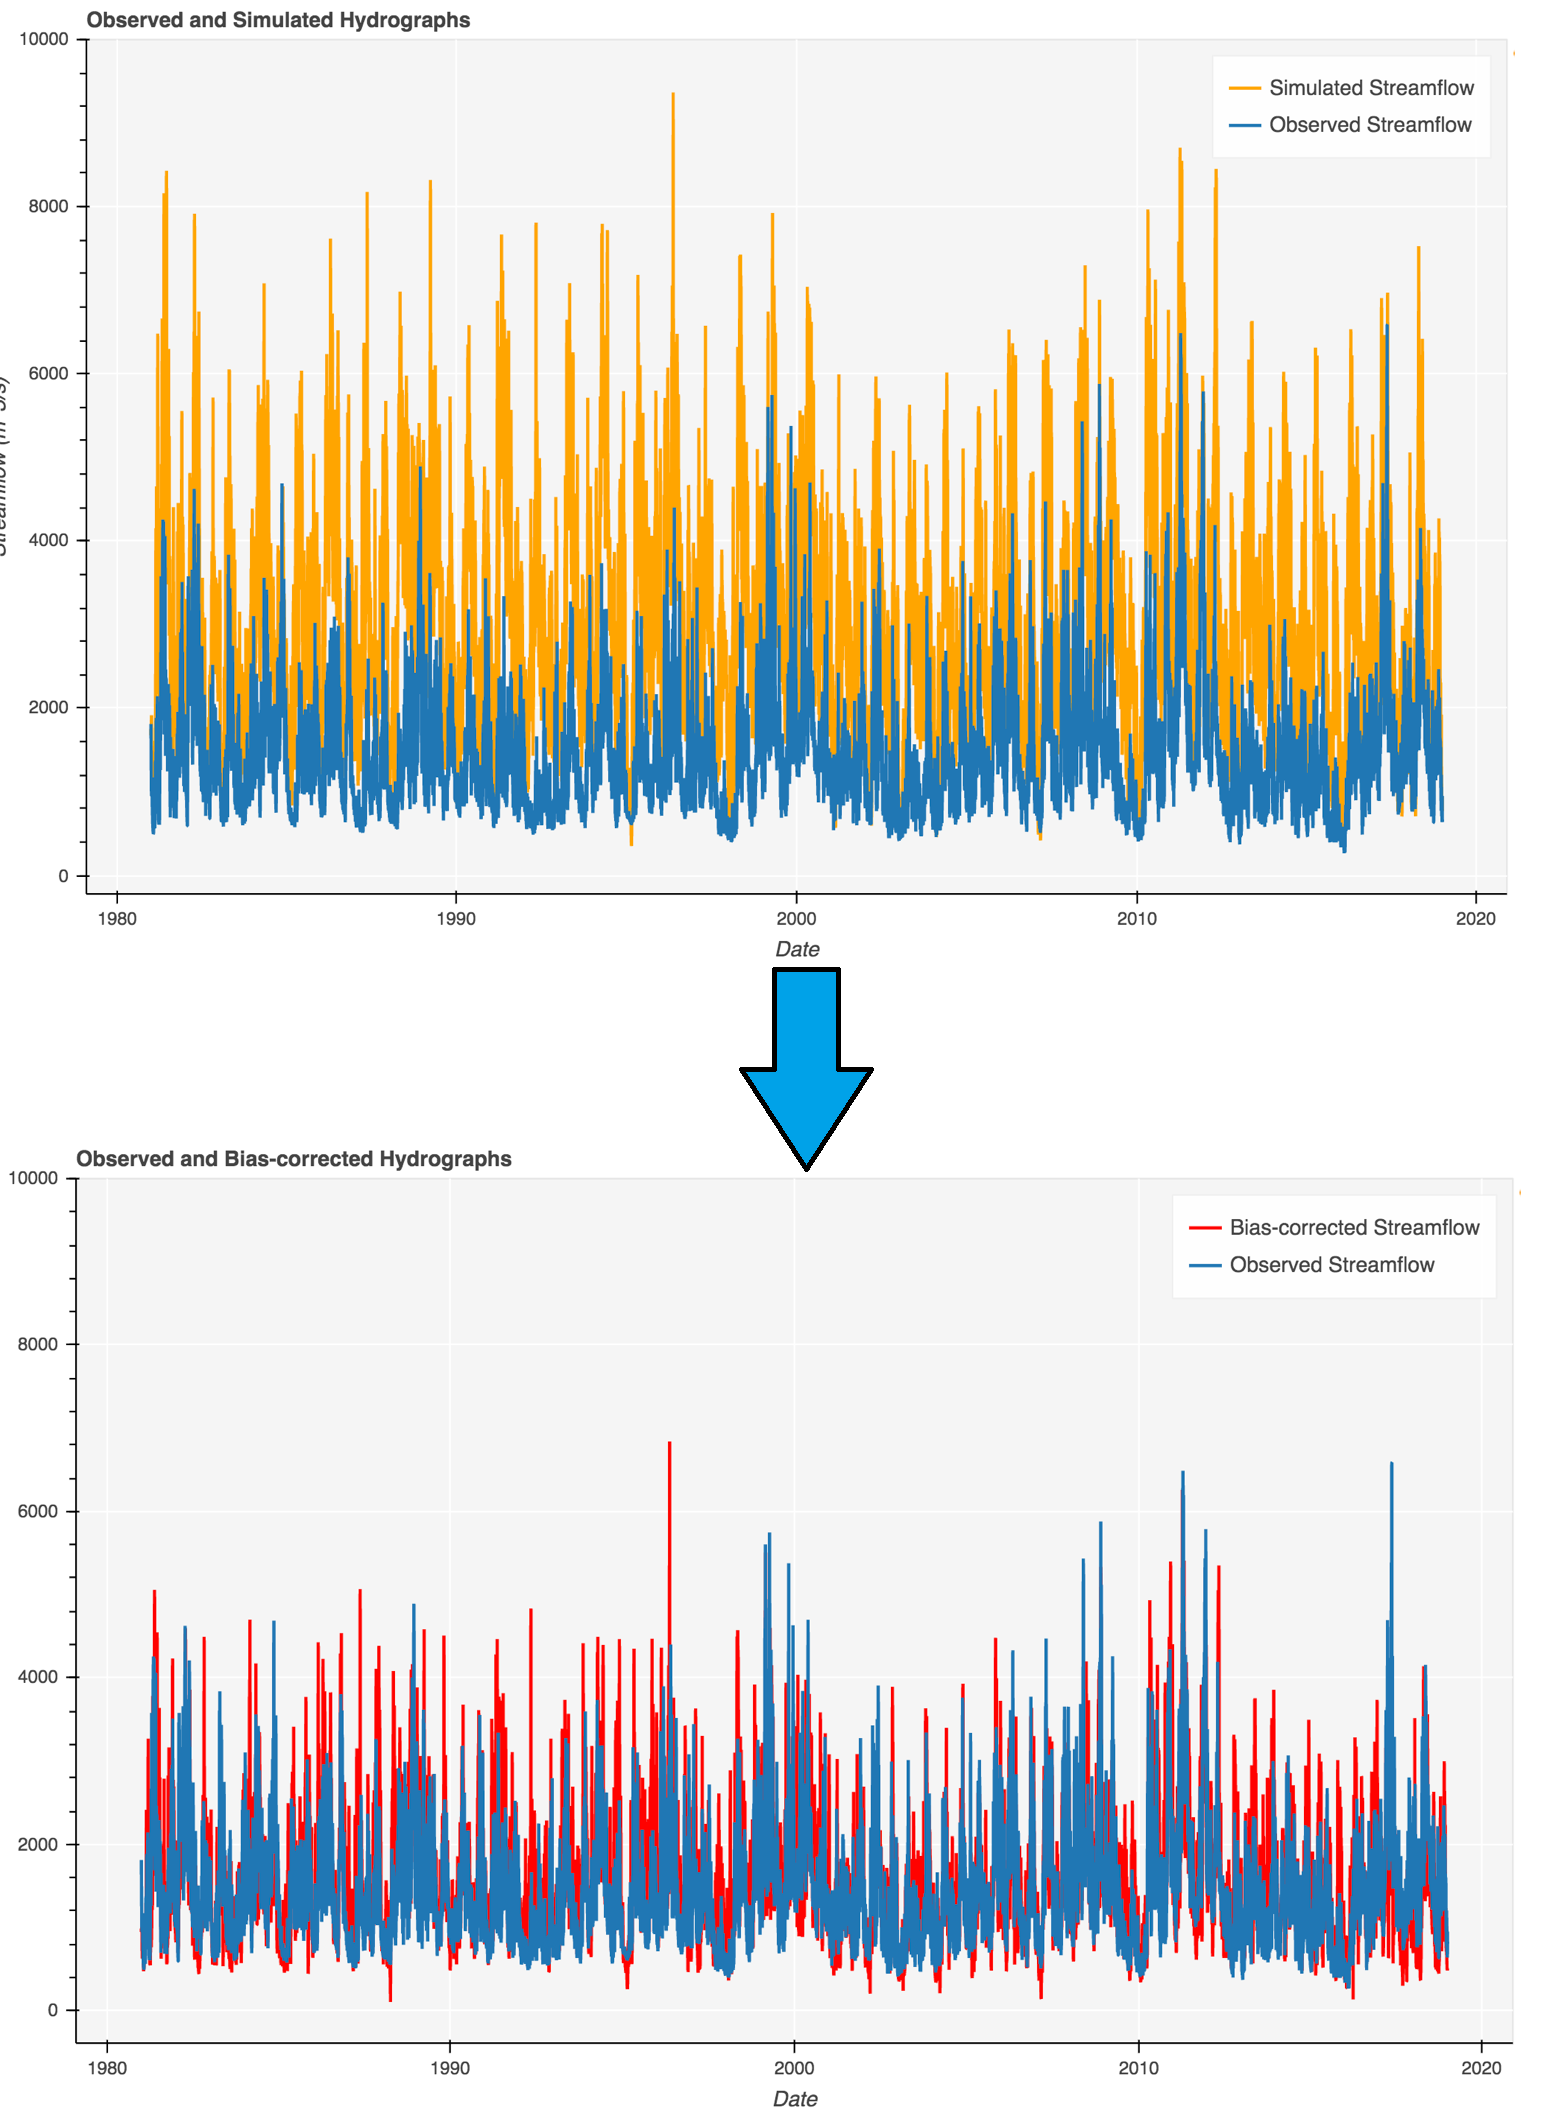 Observed and Simulated Hydrographs
10000
8000
6000
4000
2000
0
Simulated Streamflow
Observed Streamflow
1980 1990 2000 2010 2020
Date
Observed and Bias-corrected Hydrographs
10000
8000
6000
4000
2000
0
Bias-corrected Streamflow
Observed Streamflow
1980 1990 2000 2010 2020
Date